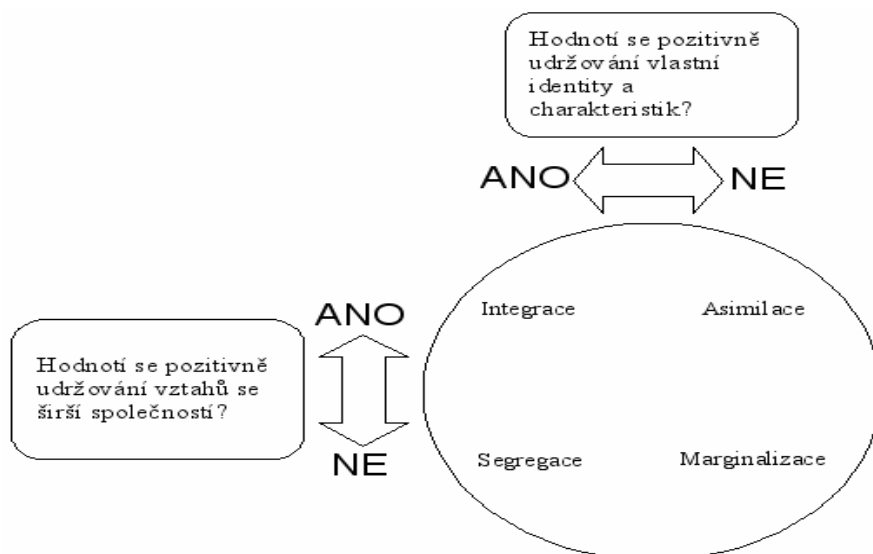 Hodnotí se pozitivně
udržování vlastní
identity a
charakteristik?
ANO
NE
Integrace
Asimilace
ANO
Hodnotí se pozitivně
udržování vztahů se
širší společností?
NE
Segregace
Marginalizace